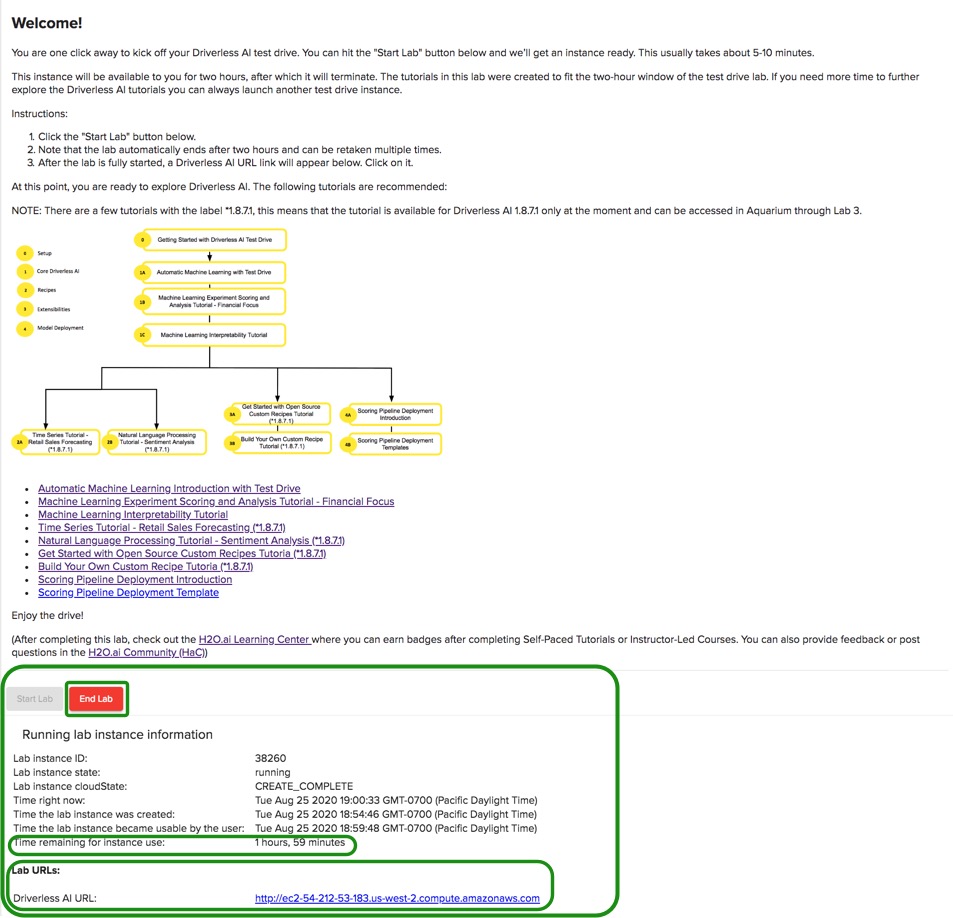 Welcome!
You are one click away to kick off your Driverless AI test drive. You can hit the "Start Lab" button below and we'll get an instance ready. This usually takes about 5-10 minutes.
This instance will be available to you for two hours, after which it will terminate. The tutorials in this lab were created to fit the two-hour window of the test drive lab. If you need more time to further
explore the Driverless AI tutorials you can always launch another test drive instance.
Instructions:
1. Click the "Start Lab" button below.
2. Note that the lab automatically ends after two hours and can be retaken multiple times.
3. After the lab is fully started, a Driverless AI URL link will appear below. Click on it.
At this point, you are ready to explore Driverless AI. The following tutorials are recommended:
NOTE: There are a few tutorials with the label *1.8.7.1, this means that the tutorial is available for Driverless AI 1.8.7.1 only at the moment and can be accessed in Aquarium through Lab 3.
0 Setup
1 Core Driverless AI
2 Recipes
3 Extensibilities
4 Model Deployment
0 Getting Started with Driverless AI Test Drive
1A Automatic Machine Learning with Test Drive
1B Machine Learning Experiment Scoring and
Analysis Tutorial - Financial Focus
1C Machine Learning Interpretability Tutorial
2A Time Series Tutorial -
Retail Sales Forecasting
(*1.8.7.1)
2B Natural Language Processing
Tutorial - Sentiment Analysis
(*1.8.7.1)
3A Get Started with Open Source
Custom Recipes Tutorial
(*1.8.7.1)
3B Build Your Own Custom Recipe
Tutorial (*1.8.7.1)
4A Scoring Pipeline Deployment
Introduction
4B Scoring Pipeline Deployment
Templates
• Automatic Machine Learning Introduction with Test Drive
• Machine Learning Experiment Scoring and Analysis Tutorial - Financial Focus
• Machine Learning Interpretability Tutorial
• Time Series Tutorial - Retail Sales Forecasting (*1.8.7.1)
• Natural Language Processing Tutorial - Sentiment Analysis (*1.8.7.1)
• Get Started with Open Source Custom Recipes Tutoria (*1.8.7.1)
• Build Your Own Custom Recipe Tutoria (*1.8.7.1)
• Scoring Pipeline Deployment Introduction
• Scoring Pipeline Deployment Template
Enjoy the drive!
(After completing this lab, check out the H2O.ai Learning Center where you can earn badges after completing Self-Paced Tutorials or Instructor-Led Courses. You can also provide feedback or post
questions in the H2O.ai Community (HaC))
Start Lab End Lab
Running lab instance information
Lab instance ID: 38260
Lab instance state: running
Lab instance cloudState: CREATE_COMPLETE
Time right now: Tue Aug 25 2020 19:00:33 GMT-0700 (Pacific Daylight Time)
Time the lab instance was created: Tue Aug 25 2020 18:54:46 GMT-0700 (Pacific Daylight Time)
Time the lab instance became usable by the user: Tue Aug 25 2020 18:59:48 GMT-0700 (Pacific Daylight Time)
Time remaining for instance use: 1 hours, 59 minutes
Lab URLs:
Driverless AI URL: http://ec2-54-212-53-183.us-west-2.compute.amazonaws.com